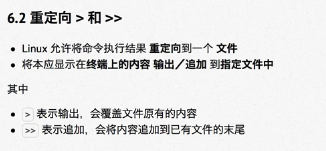 6.2 重定向 > 和 >>
• Linux 允许将命令执行结果 重定向到一个 文件
• 将本应显示在终端上的内容 输出／追加 到指定文件中
其中
• > 表示输出，会覆盖文件原有的内容
• >> 表示追加，会将内容追加到已有文件的末尾